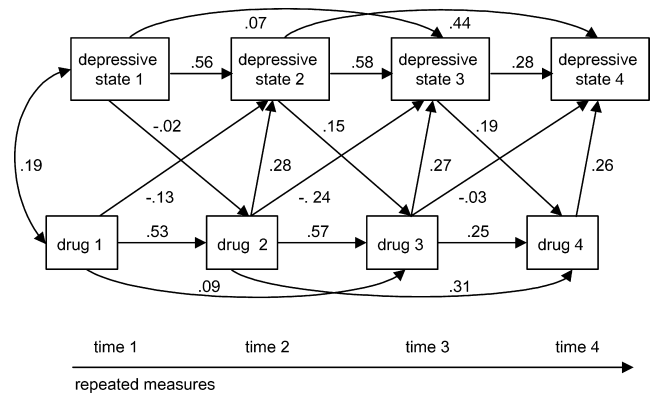 .07
.44
depressive
state 1
.56
depressive
state 2
.58
depressive
state 3
.28
depressive
state 4
-.02
.15
.19
.19
.28
.27
.26
-.13
-. 24
-.03
drug 1
.53
drug 2
.57
drug 3
.25
drug 4
.09
.31
time 1
time 2
time 3
time 4
repeated measures